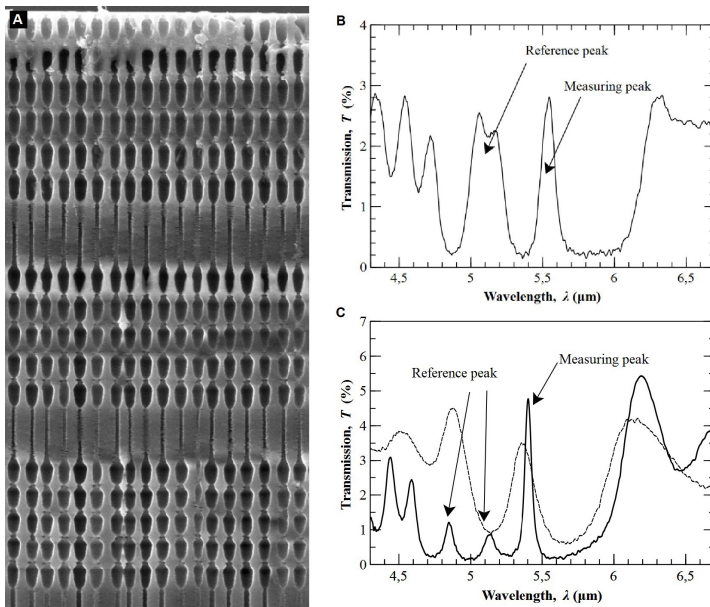 A
B
4
3
2
1
0
Transmission, T (%)
Reference peak
Measuring peak
4,5
5
5,5
6
6,5
Wavelength, λ (µm)
C
7
6
5
4
3
2
1
0
Transmission, T (%)
Reference peak
Measuring peak
4,5
5
5,5
6
6,5
Wavelength, λ (µm)